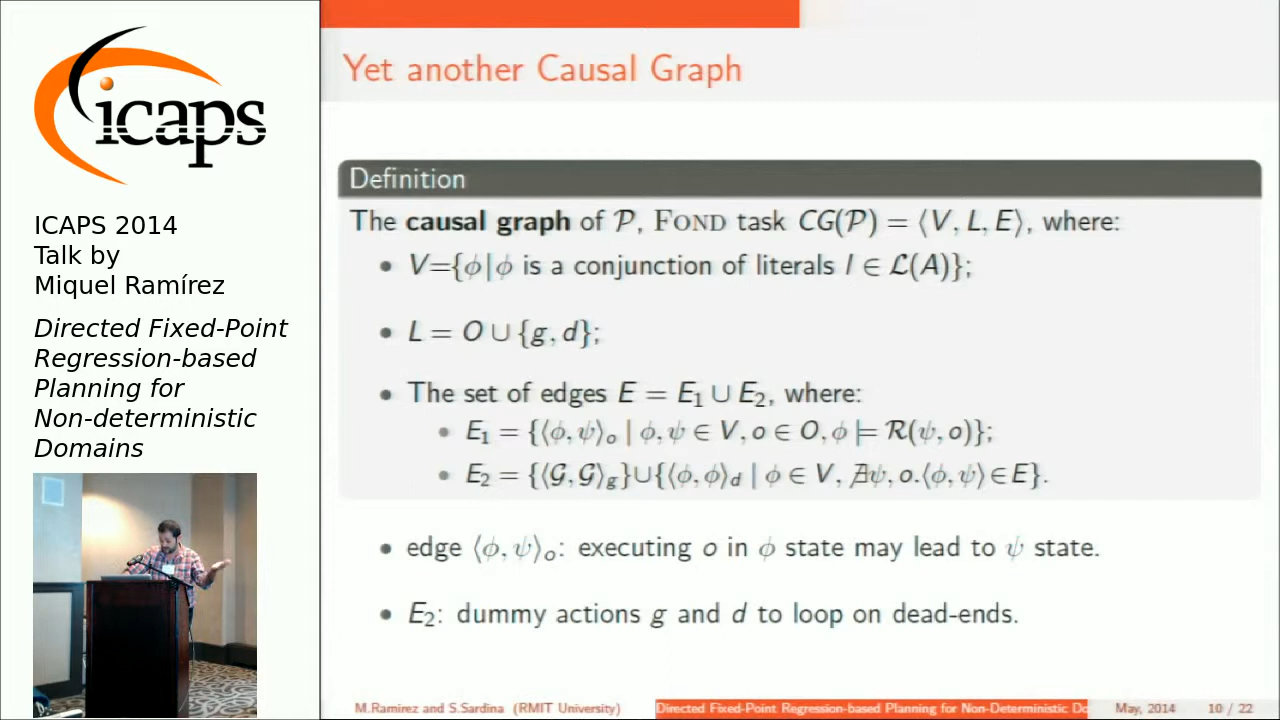 icaps
ICAPS 2014
Talk by
Miquel Ramírez
Directed Fixed-Point
Regression-based
Planning for
Non-deterministic
Domains
Yet another Causal Graph
Definition
The causal graph of 𝒫, FOND task CG(𝒫) = ⟨V, L, E⟩, where:
• V={ϕ|ϕ is a conjunction of literals l ∈ ℒ(A)};
• L = O ∪ {g, d};
• The set of edges E = E₁ ∪ E₂, where:
• E₁ = {⟨ϕ, ψ⟩ₒ | ϕ, ψ ∈ V, o ∈ O, ϕ ⊨ ℛ(ψ, o)};
• E₂ = {⟨𝒢, 𝒢⟩g}∪{⟨ϕ, ϕ⟩d | ϕ ∈ V, ∄ψ, o.⟨ϕ, ψ⟩∈E}.
• edge ⟨ϕ, ψ⟩ₒ: executing o in ϕ state may lead to ψ state.
• E₂: dummy actions g and d to loop on dead-ends.
M.Ramirez and S.Sardina (RMIT University)
Directed Fixed-Point Regression-based Planning for Non-Deterministic Do
May, 2014
10 / 22